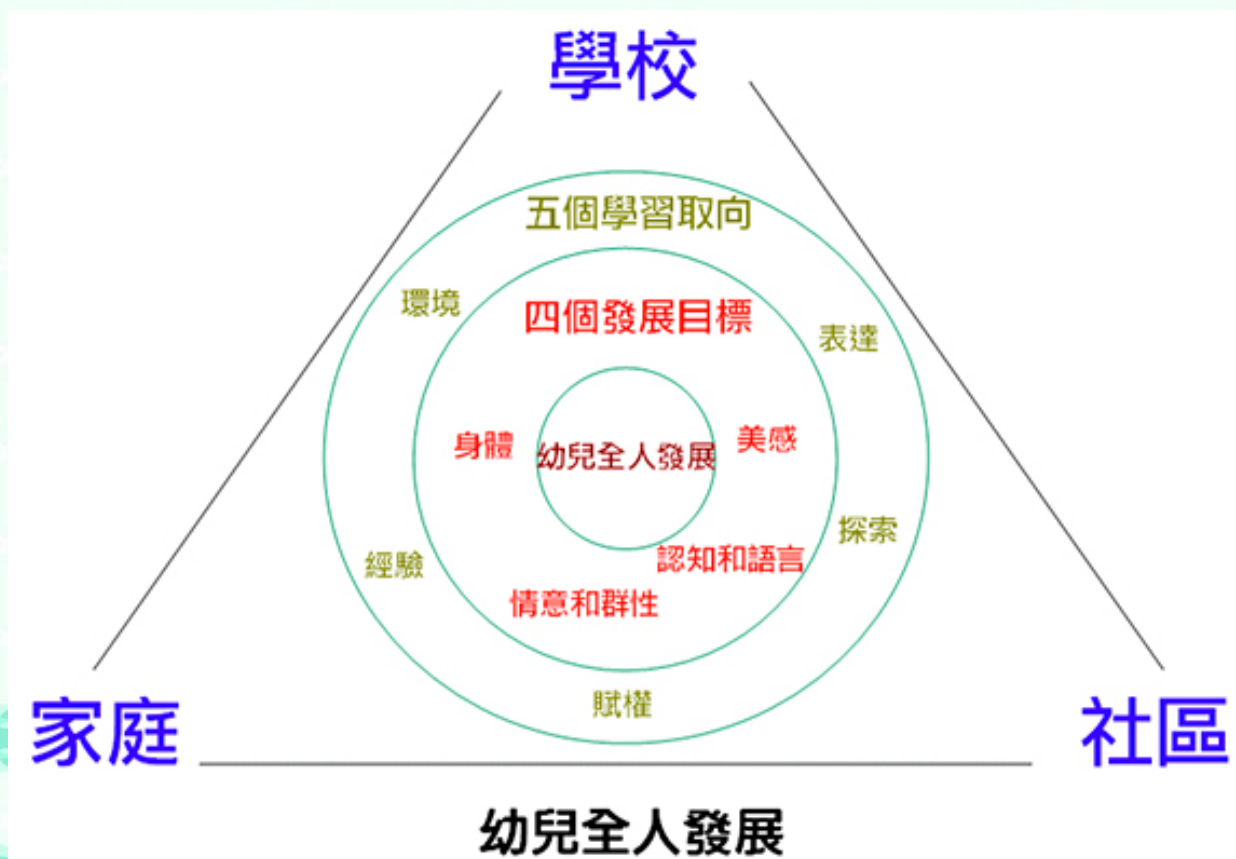 學校
五個學習取向
環境
四個發展目標
表達
身體
幼兒全人發展
美感
經驗
探索
認知和語言
情意和群性
賦權
家庭
社區
幼兒全人發展